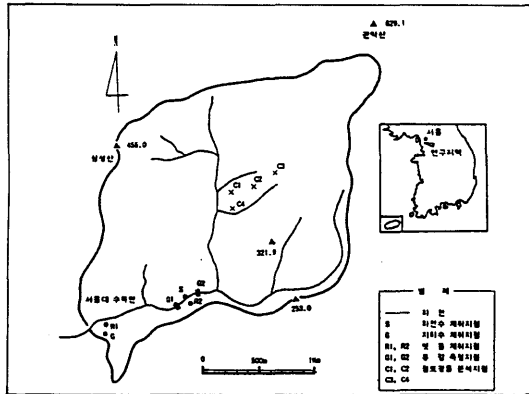 629.1
관악산
455.0
삼성산
C3
C2
C1
C4
321.9
253.0
서울대 수목원
S
G2
G1
R2
R1
G
0 500m 1Km
서울
연구지역
범 례
하 천
S 하천수 채취지점
G 지하수 채취지점
R1, R2 빗 물 채취지점
G1, G2 유 량 측정지점
C1, C2 점토광물 분석지점
C3, C4